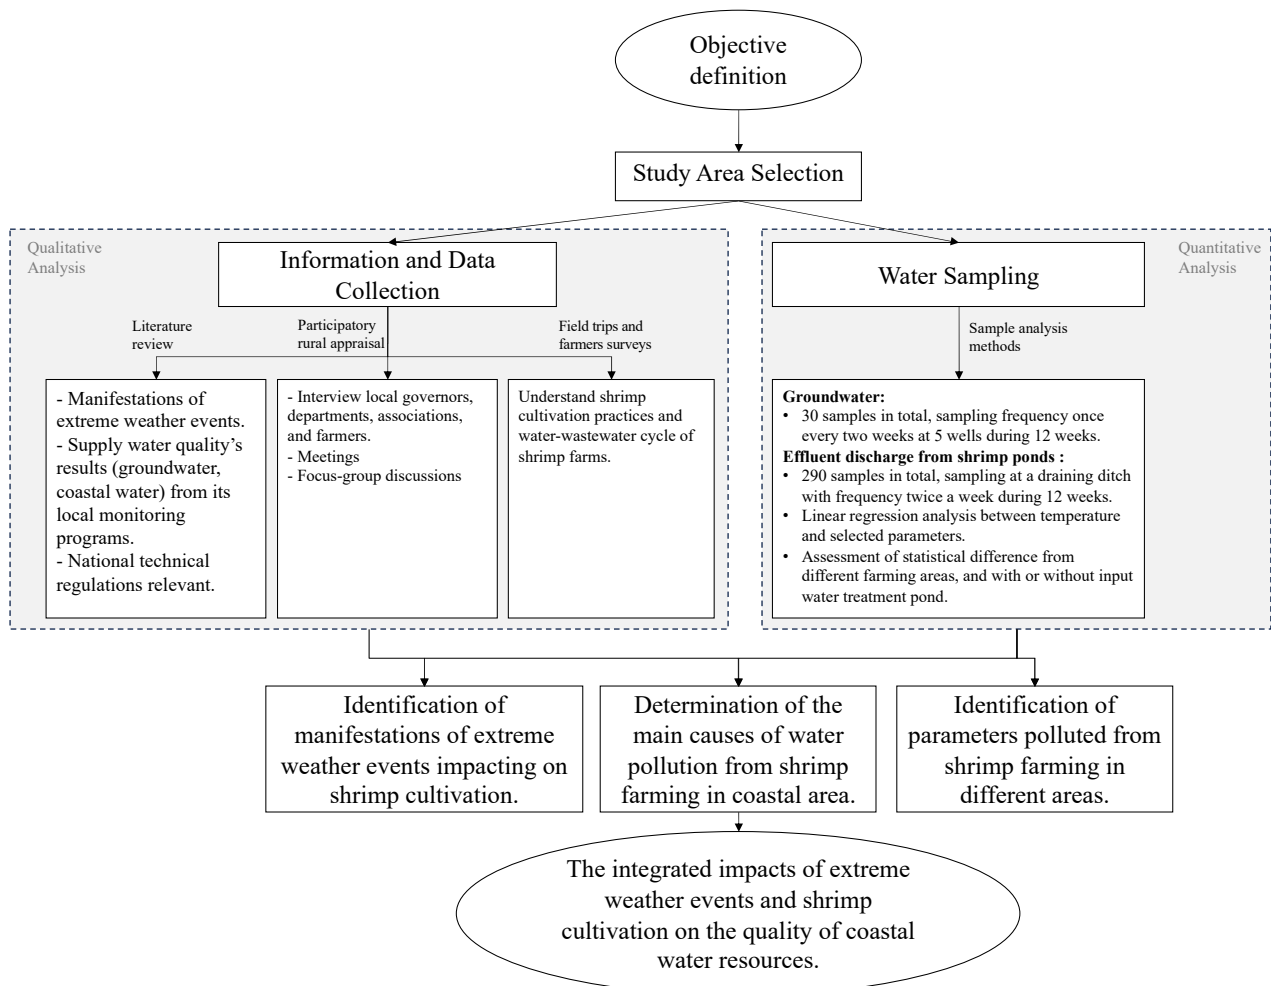 Objective
definition
Study Area Selection
Qualitative
Analysis
Information and Data
Collection
Literature
review
Participatory
rural appraisal
Field trips and
farmers surveys
- Manifestations of
extreme weather events.
- Supply water quality’s
results (groundwater,
coastal water) from its
local monitoring
programs.
- National technical
regulations relevant.
- Interview local governors,
departments, associations,
and farmers.
- Meetings
- Focus-group discussions
Understand shrimp
cultivation practices and
water-wastewater cycle of
shrimp farms.
Quantitative
Analysis
Water Sampling
Sample analysis
methods
Groundwater:
• 30 samples in total, sampling frequency once
every two weeks at 5 wells during 12 weeks.
Effluent discharge from shrimp ponds :
• 290 samples in total, sampling at a draining ditch
with frequency twice a week during 12 weeks.
• Linear regression analysis between temperature
and selected parameters.
• Assessment of statistical difference from
different farming areas, and with or without input
water treatment pond.
Identification of
manifestations of extreme
weather events impacting on
shrimp cultivation.
Determination of the
main causes of water
pollution from shrimp
farming in coastal area.
Identification of
parameters polluted from
shrimp farming in
different areas.
The integrated impacts of extreme
weather events and shrimp
cultivation on the quality of coastal
water resources.